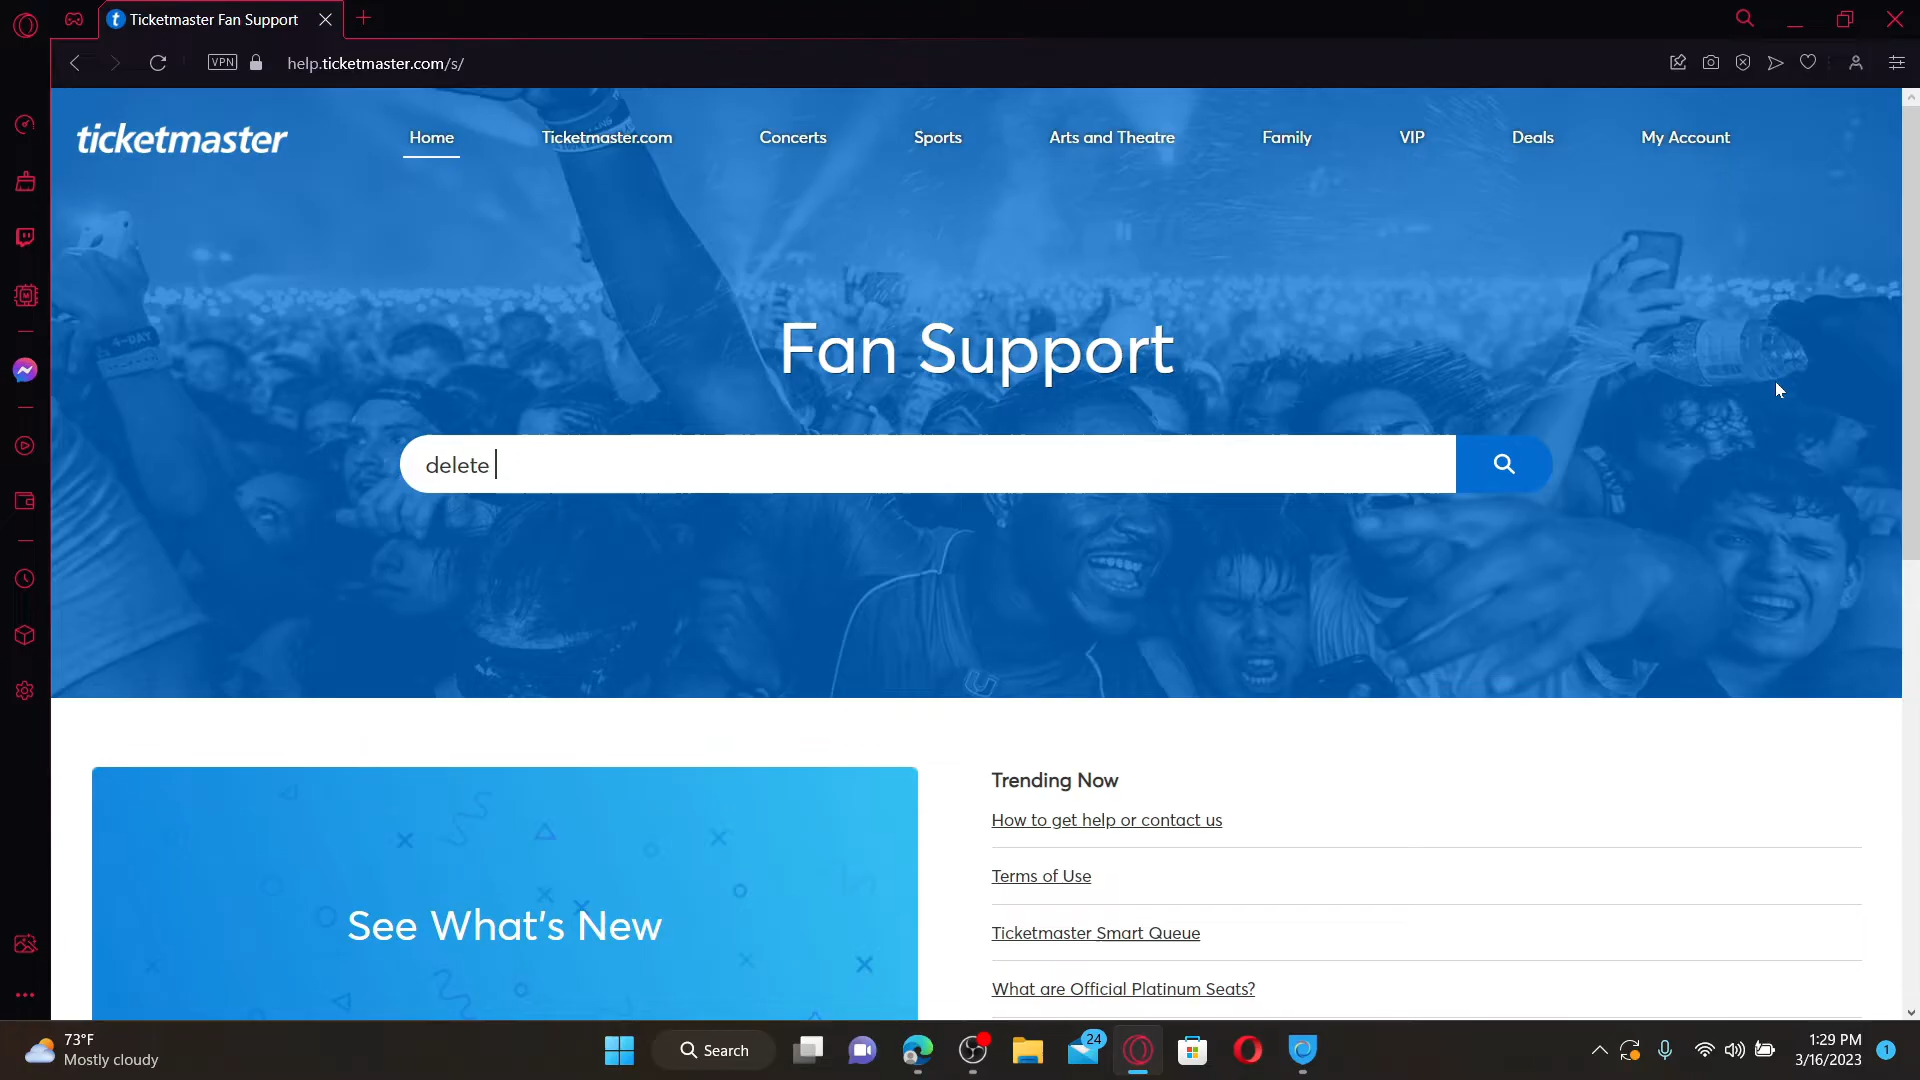 Ticketmaster Fan Support
VPN
help.ticketmaster.com/s/
ticketmaster
Home
Ticketmaster.com
Concerts
Sports
Arts and Theatre
Family
VIP
Deals
My Account
Fan Support
delete
See What's New
Trending Now
How to get help or contact us
Terms of Use
Ticketmaster Smart Queue
What are Official Platinum Seats?
73°F
Mostly cloudy
Search
24
1:29 PM
3/16/2023
1